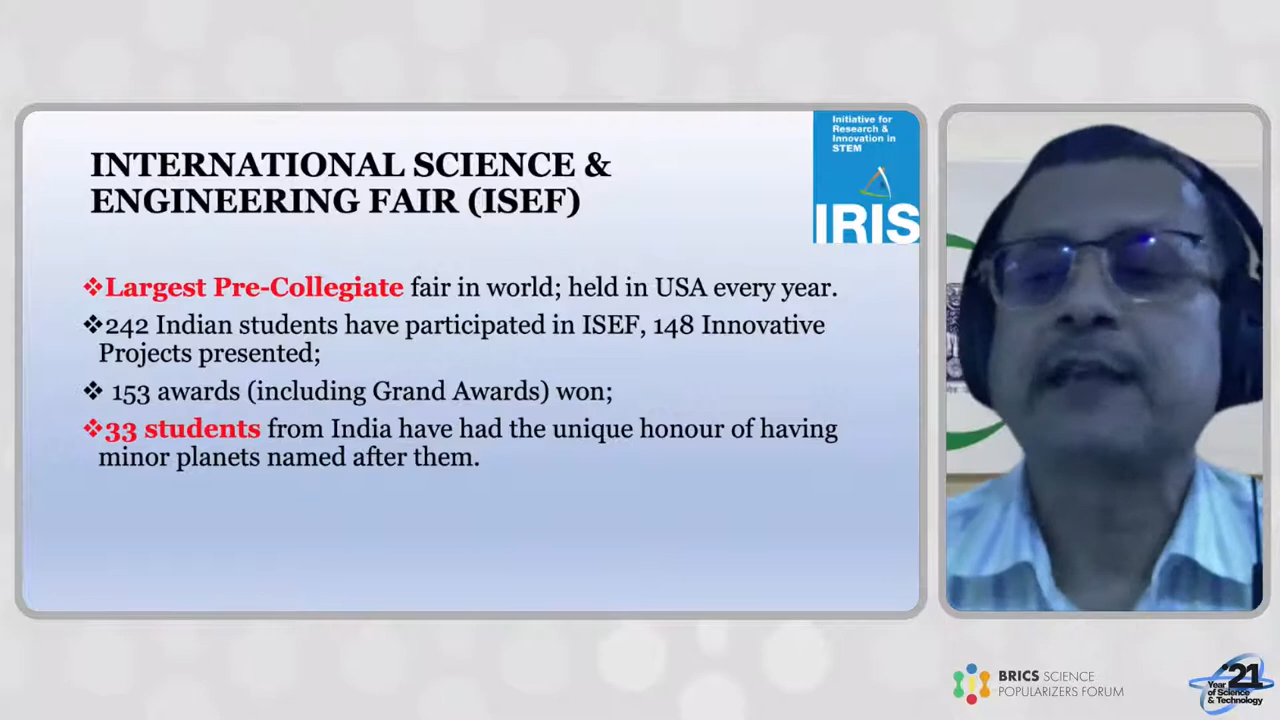 INTERNATIONAL SCIENCE &
ENGINEERING FAIR (ISEF)
Initiative for
Research &
Innovation in
STEM
IRIS
❖Largest Pre-Collegiate fair in world; held in USA every year.
❖242 Indian students have participated in ISEF, 148 Innovative
Projects presented;
❖ 153 awards (including Grand Awards) won;
❖33 students from India have had the unique honour of having
minor planets named after them.
BRICS SCIENCE
POPULARIZERS FORUM
'21
Year
of Science
& Technology